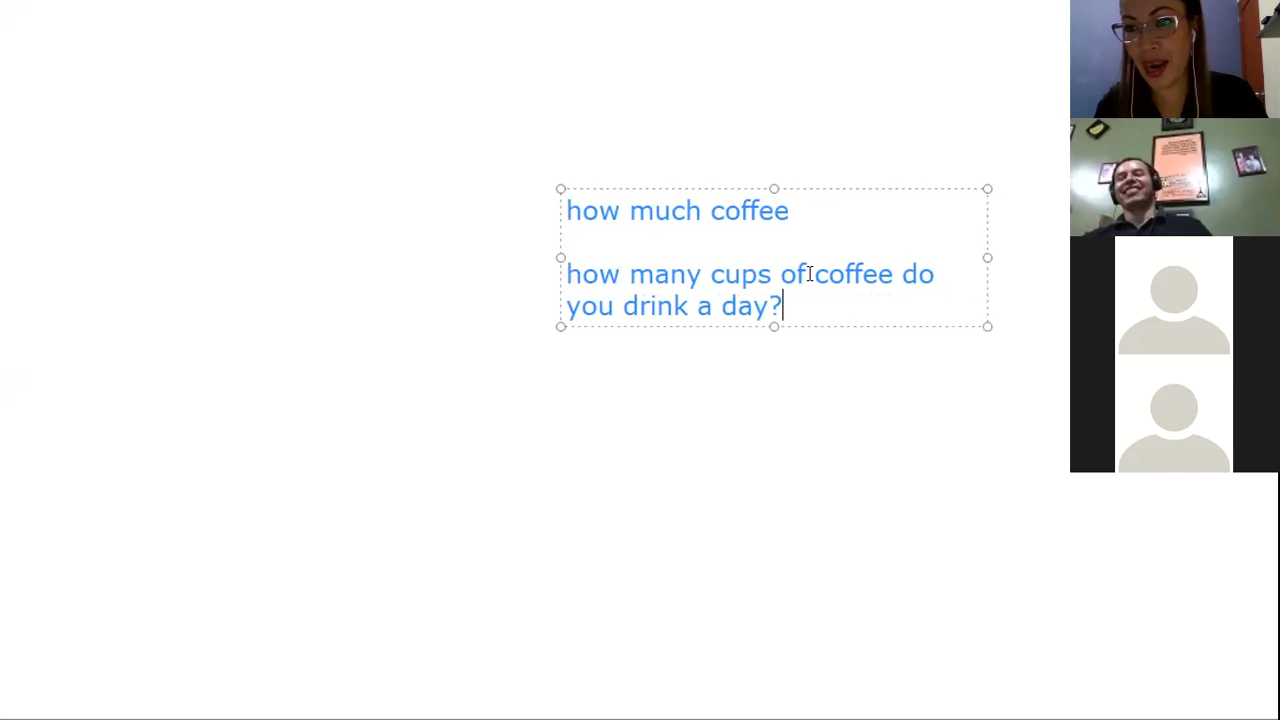 how much coffee
how many cups of coffee do
you drink a day?